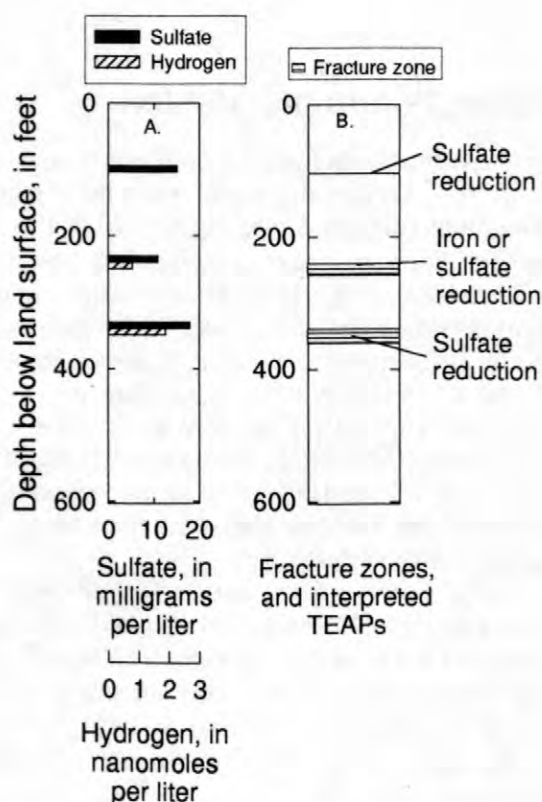 Sulfate
Hydrogen
Fracture zone
Depth below land surface, in feet
0
200
400
600
A.
0 10 20
Sulfate, in
milligrams
per liter
0 1 2 3
Hydrogen, in
nanomoles
per liter
0
200
400
600
B.
Sulfate
reduction
Iron or
sulfate
reduction
Sulfate
reduction
Fracture zones,
and interpreted
TEAPs